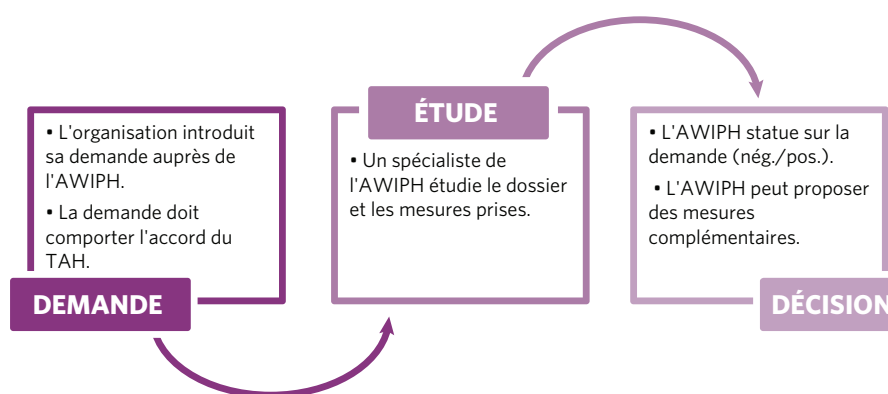 • L'organisation introduit
sa demande auprès de
l'AWIPH.
• La demande doit
comporter l'accord du
TAH.
DEMANDE
ÉTUDE
• Un spécialiste de
l'AWIPH étudie le dossier
et les mesures prises.
• L'AWIPH statue sur la
demande (nég./pos.).
• L'AWIPH peut proposer
des mesures
complémentaires.
DÉCISION